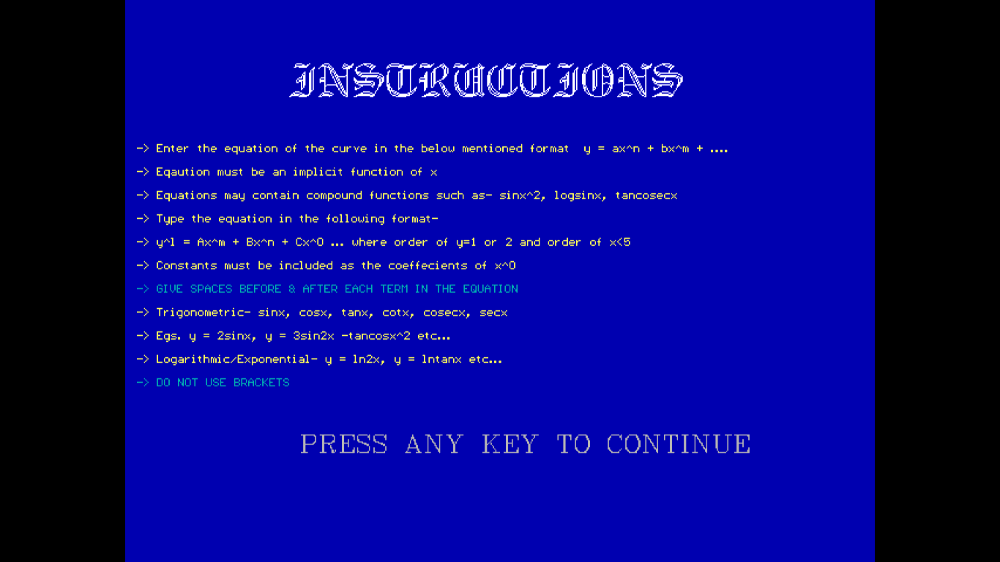 INSTRUCTIONS
-> Enter the equation of the curve in the below mentioned format  y = ax^n + bx^m + ....
-> Eqaution must be an implicit function of x
-> Equations may contain compound functions such as- sinx^2, logsinx, tancosecx
-> Type the equation in the following format-
-> y^l = Ax^m + Bx^n + Cx^0 ... where order of y=1 or 2 and order of x<5
-> Constants must be included as the coeffecients of x^0
-> GIVE SPACES BEFORE & AFTER EACH TERM IN THE EQUATION
-> Trigonometric- sinx, cosx, tanx, cotx, cosecx, secx
-> Egs. y = 2sinx, y = 3sin2x -tancosx^2 etc...
-> Logarithmic/Exponential- y = ln2x, y = lntanx etc...
-> DO NOT USE BRACKETS
PRESS ANY KEY TO CONTINUE